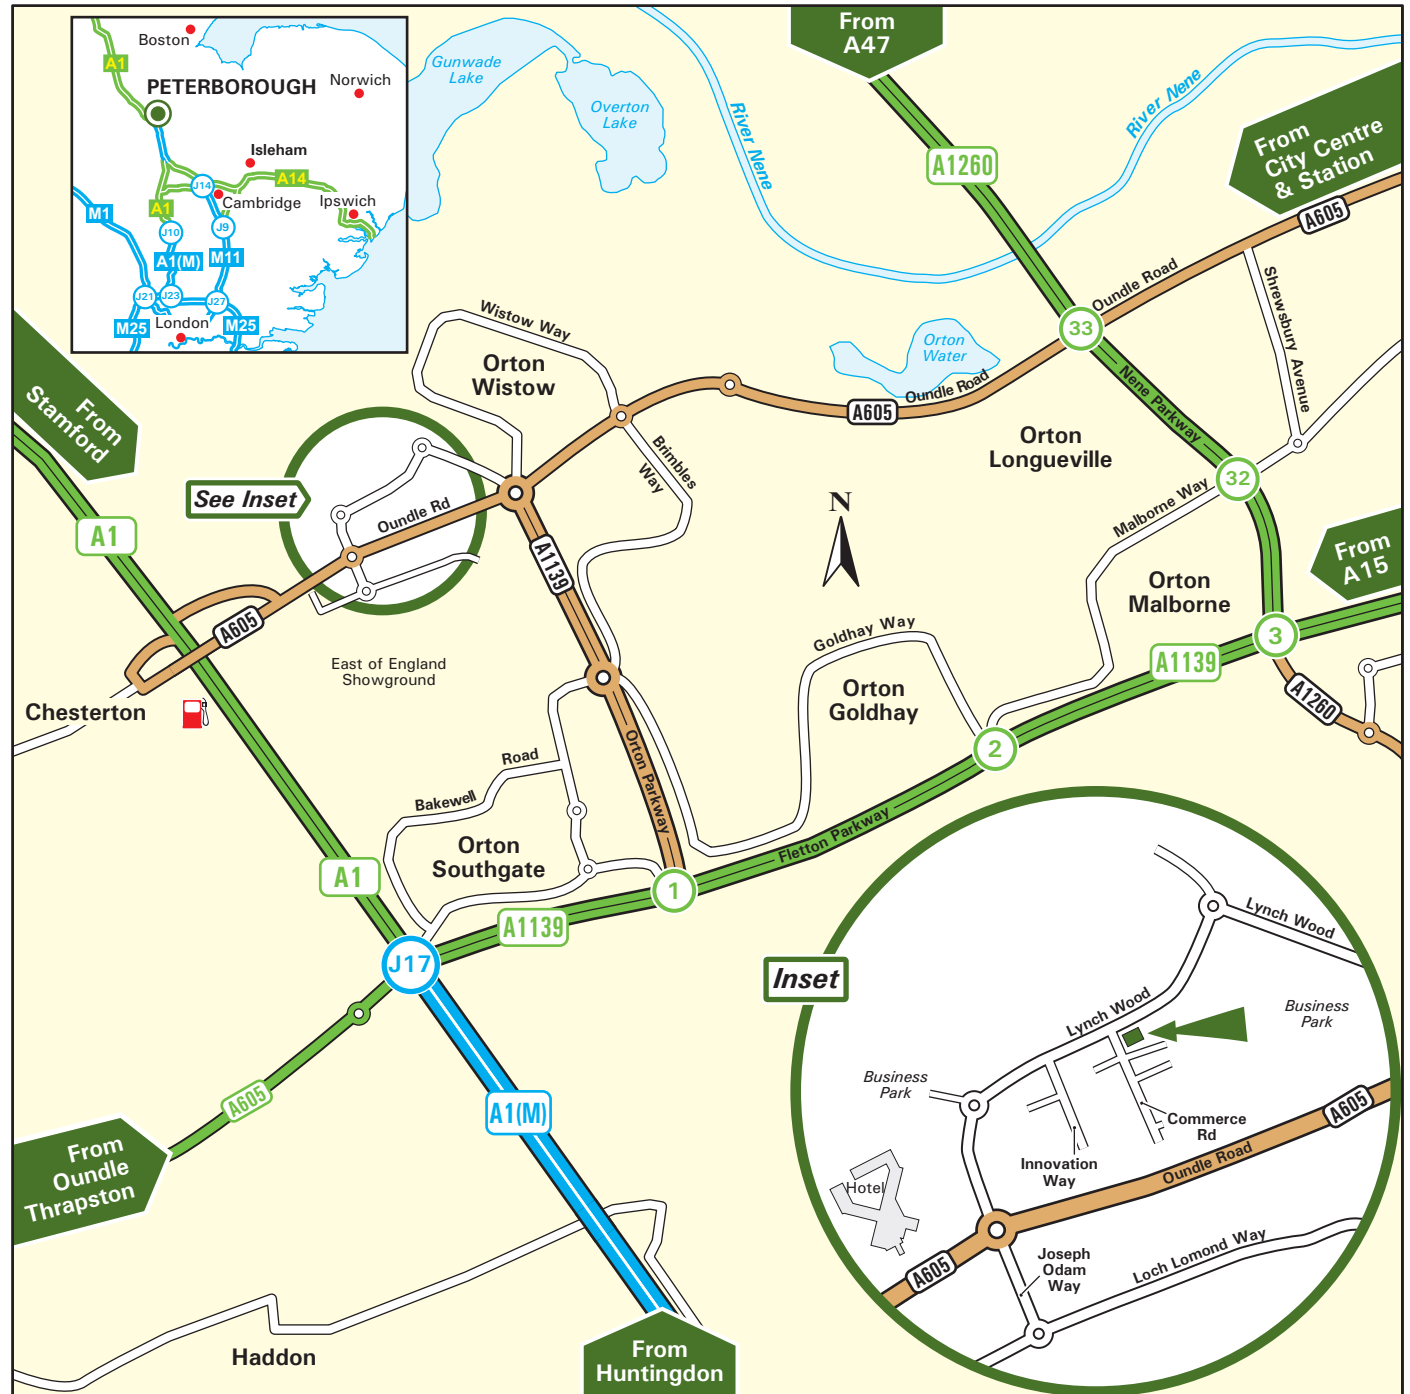 Boston
A1
PETERBOROUGH
Norwich
Isleham
J14
A14
Cambridge
Ipswich
A1
M1
J10
J9
A1(M)
M11
J21
J23
J27
M25
London
M25
Gunwade
Lake
Overton
Lake
River Nene
From
A47
River Nene
From
City Centre
& Station
A1260
A605
Oundle Road
Shrewsbury Avenue
33
Wistow Way
Orton
Wistow
Orton
Water
Nene Parkway
A605
Oundle Road
From
Stamford
Brimbles
Way
Orton
Longueville
32
See Inset
Oundle Rd
N
Malborne Way
A1
A1139
From
A15
Orton
Malborne
A605
3
Goldhay Way
East of England
Showground
A1139
Orton
Goldhay
A1260
Chesterton
2
Road
Orton Parkway
Bakewell
Fletton Parkway
Orton
Southgate
A1
1
A1139
J17
Inset
Lynch Wood
Lynch Wood
Business
Park
Business
Park
A605
A1(M)
Commerce
Rd
A605
Innovation
Way
Oundle Road
From
Oundle
Thrapston
Hotel
Joseph
Odam
Way
Loch Lomond Way
A605
Haddon
From
Huntingdon